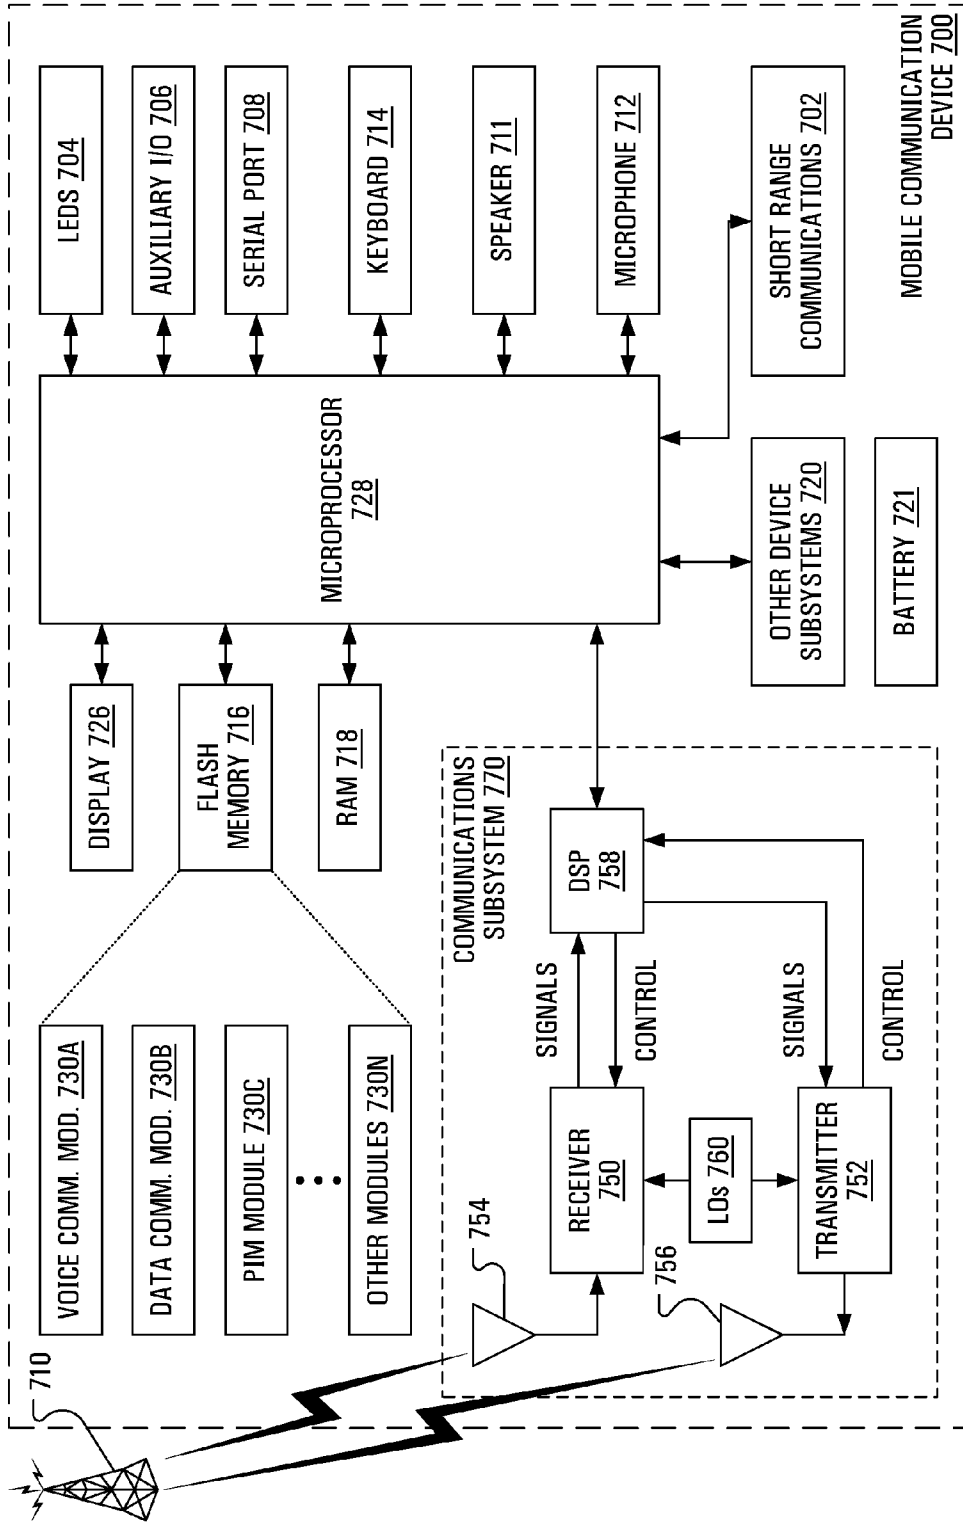 710
VOICE COMM. MOD. 730A
DATA COMM. MOD. 730B
PIM MODULE 730C
OTHER MODULES 730N
DISPLAY 726
FLASH
MEMORY 716
RAM 718
MICROPROCESSOR
728
LEDS 704
AUXILIARY I/O 706
SERIAL PORT 708
KEYBOARD 714
SPEAKER 711
MICROPHONE 712
754
756
COMMUNICATIONS
SUBSYSTEM 770
RECEIVER
750
SIGNALS
CONTROL
DSP
758
LOs 760
TRANSMITTER
752
SIGNALS
CONTROL
OTHER DEVICE
SUBSYSTEMS 720
SHORT RANGE
COMMUNICATIONS 702
BATTERY 721
MOBILE COMMUNICATION
DEVICE 700